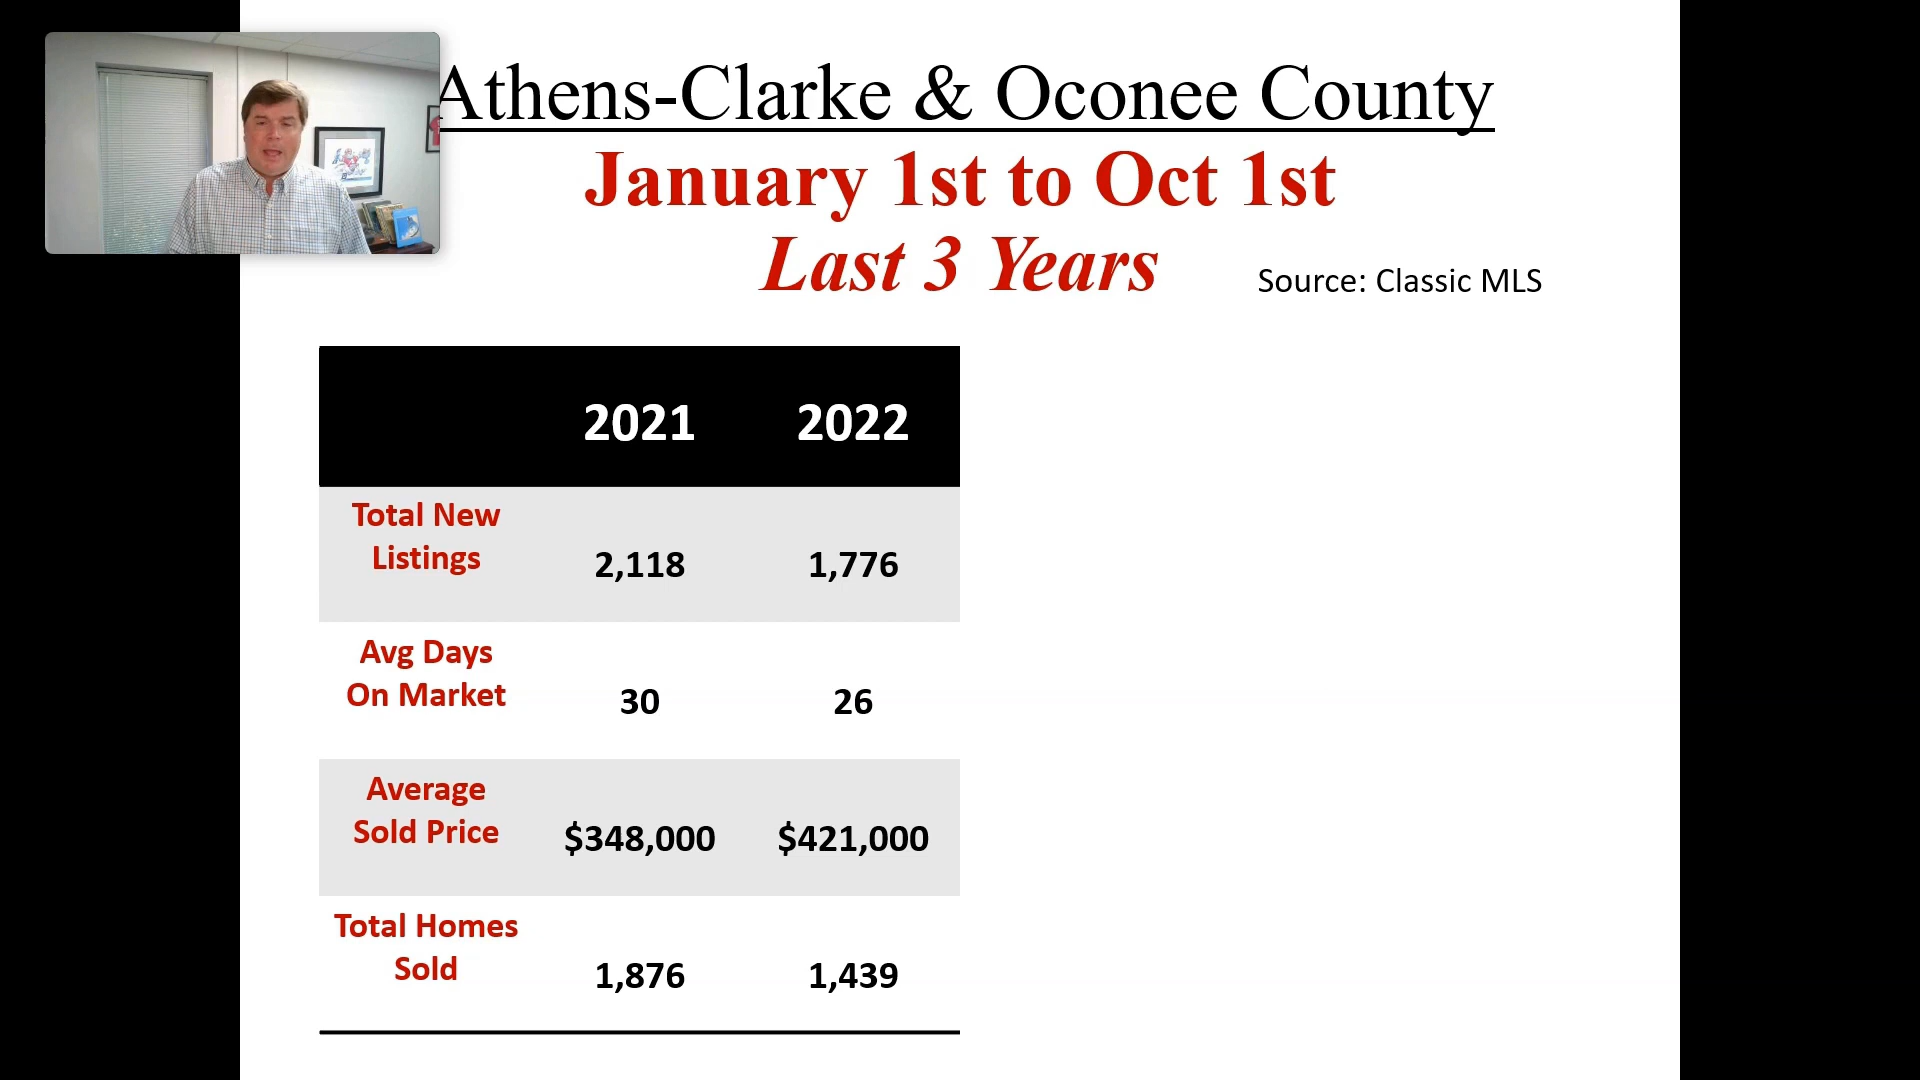 Athens-Clarke & Oconee County
January 1st to Oct 1st
Last 3 Years
Source: Classic MLS
2021 2022
Total New
Listings
2,118 1,776
Avg Days
On Market
30 26
Average
Sold Price
$348,000 $421,000
Total Homes
Sold
1,876 1,439